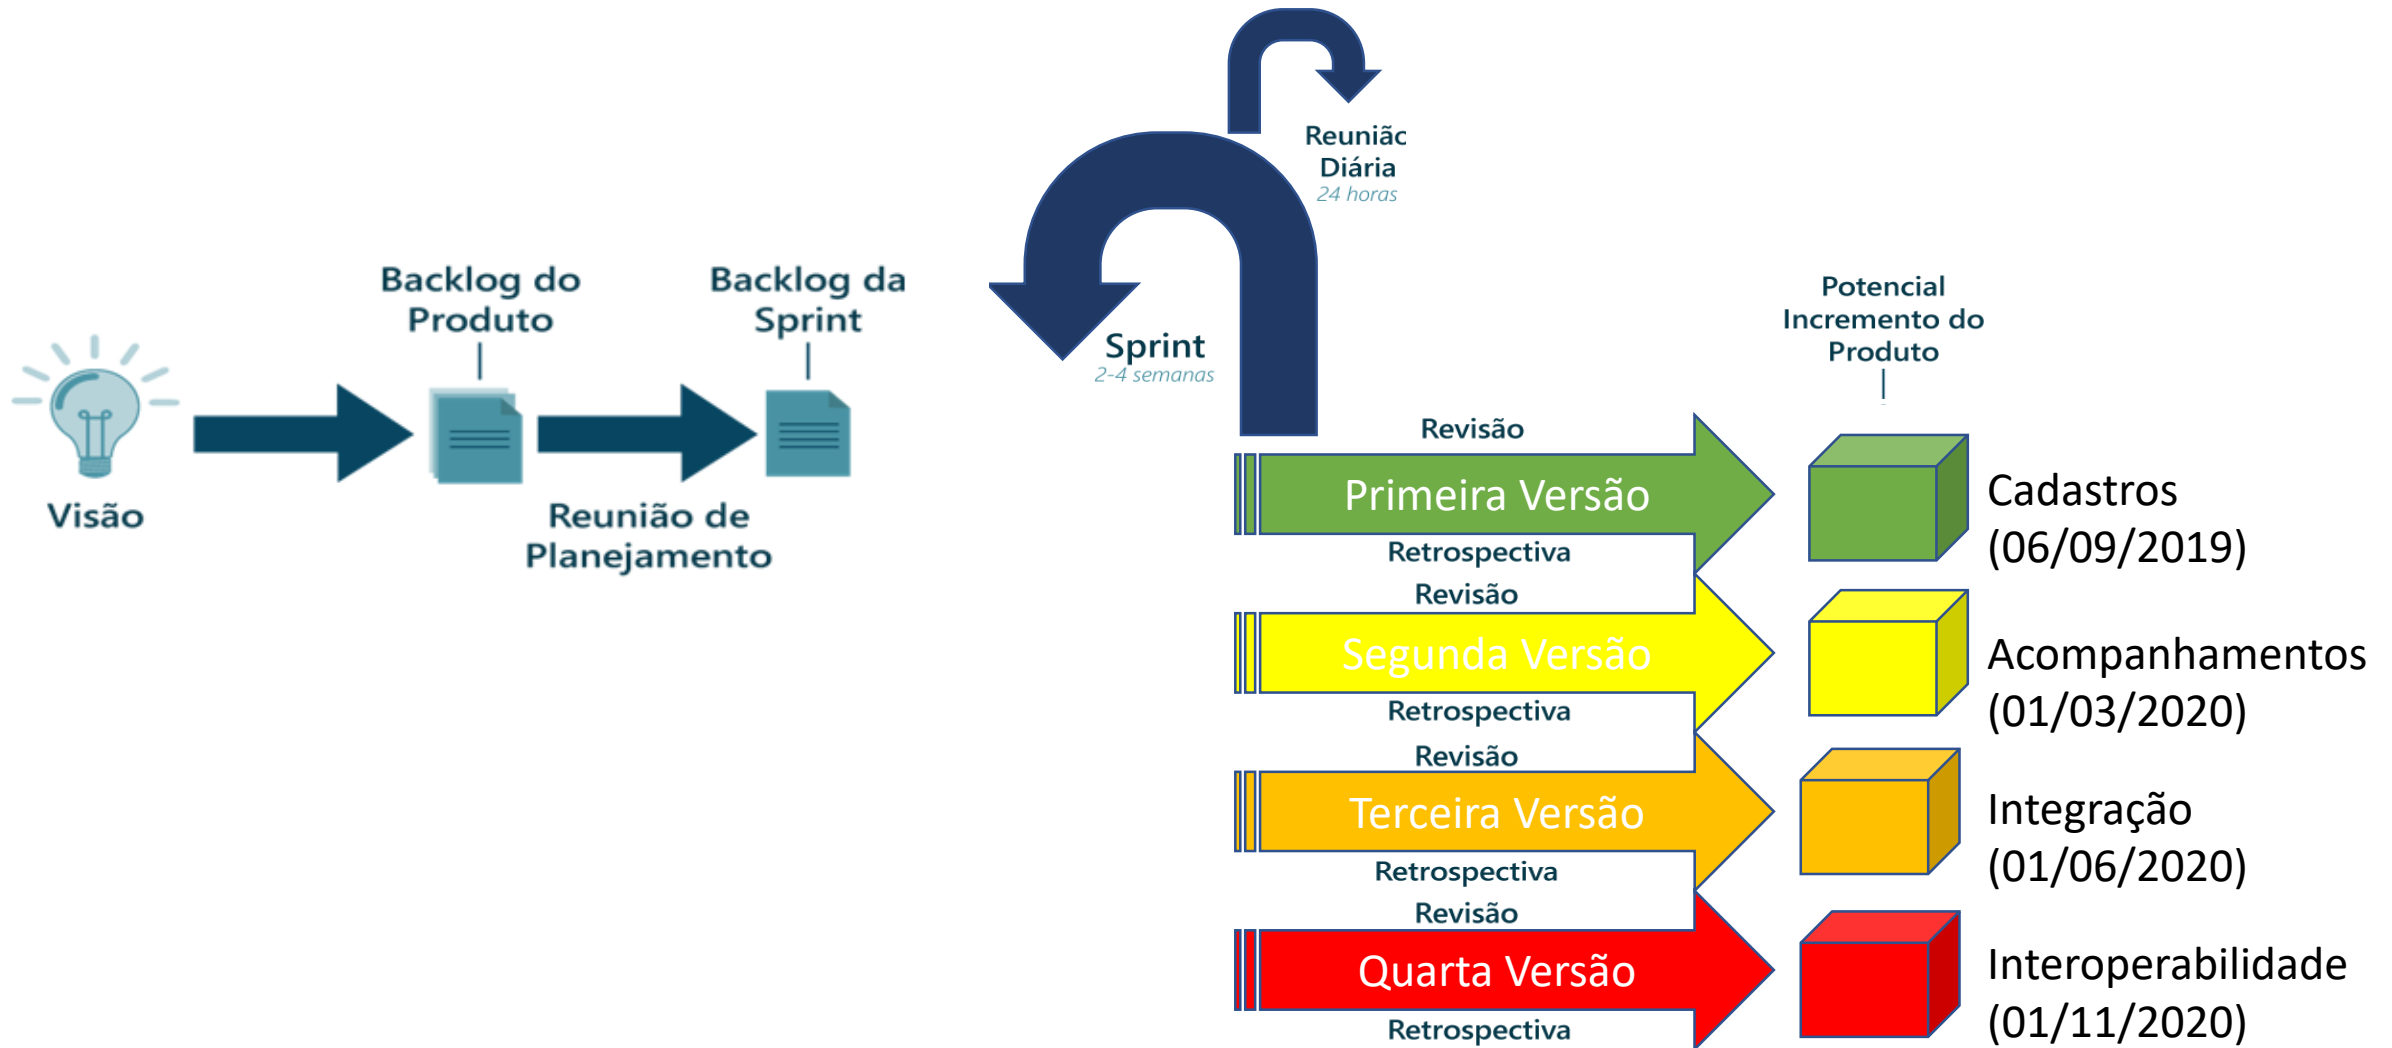 Visão
Backlog do
Produto
Reunião de
Planejamento
Backlog da
Sprint
Reunião
Diária
24 horas
Sprint
2-4 semanas
Potencial
Incremento do
Produto
Revisão
Primeira Versão
Retrospectiva
Cadastros
(06/09/2019)
Revisão
Segunda Versão
Retrospectiva
Acompanhamentos
(01/03/2020)
Revisão
Terceira Versão
Retrospectiva
Integração
(01/06/2020)
Revisão
Quarta Versão
Retrospectiva
Interoperabilidade
(01/11/2020)